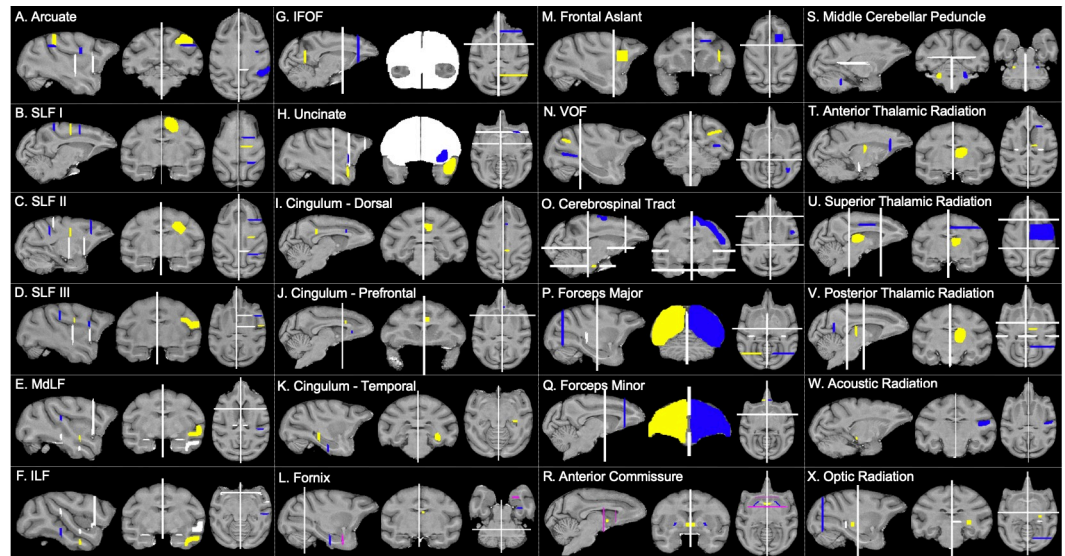 A. Arcuate
G. IFOF
M. Frontal Aslant
S. Middle Cerebellar Peduncle
B. SLF I
H. Uncinate
N. VOF
T. Anterior Thalamic Radiation
C. SLF II
I. Cingulum - Dorsal
O. Cerebrospinal Tract
U. Superior Thalamic Radiation
D. SLF III
J. Cingulum - Prefrontal
P. Forceps Major
V. Posterior Thalamic Radiation
E. MdLF
K. Cingulum - Temporal
Q. Forceps Minor
W. Acoustic Radiation
F. ILF
L. Fornix
R. Anterior Commissure
X. Optic Radiation